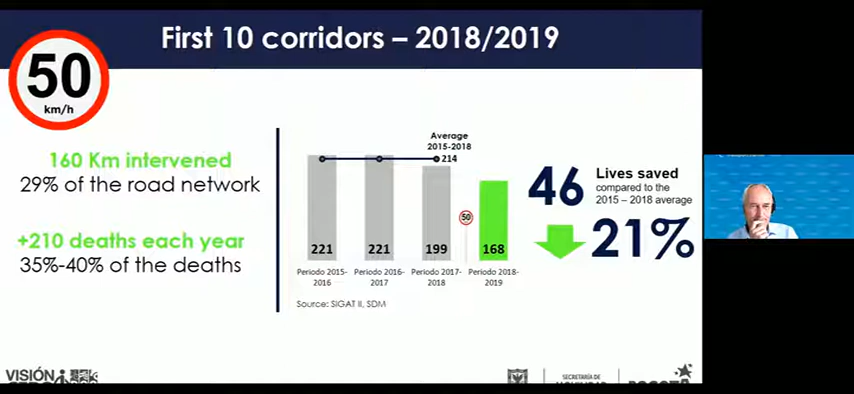 First 10 corridors – 2018/2019
50
km/h
160 Km intervened
29% of the road network
+210 deaths each year
35%-40% of the deaths
Average
2015-2018
214
221
221
199
50
168
Periodo 2015-
2016
Periodo 2016-
2017
Periodo 2017-
2018
Periodo 2018-
2019
Source: SIGAT II, SDM
46
Lives saved
compared to the
2015 – 2018 average
21%
VISIÓN
SECRETARÍA DE